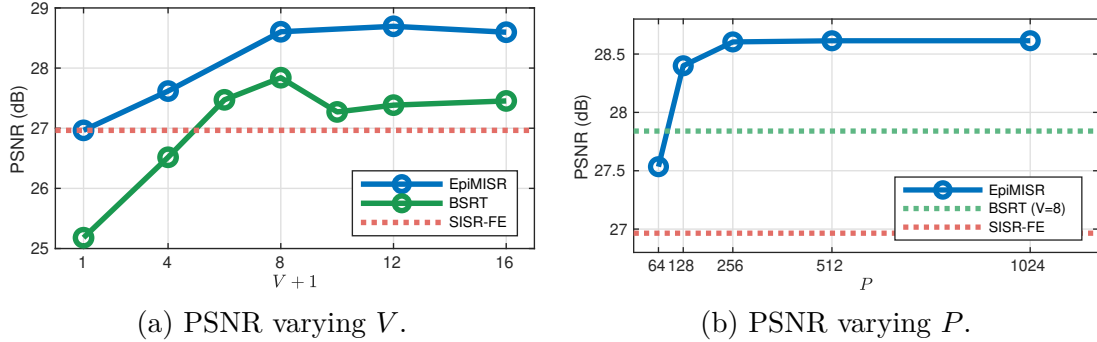 29
28
27
26
25
PSNR (dB)
1
4
8
12
16
V + 1
EpiMISR
BSRT
SISR-FE
(a) PSNR varying V.
28.5
28
27.5
27
PSNR (dB)
64
128
256
512
1024
P
EpiMISR
BSRT (V=8)
SISR-FE
(b) PSNR varying P.